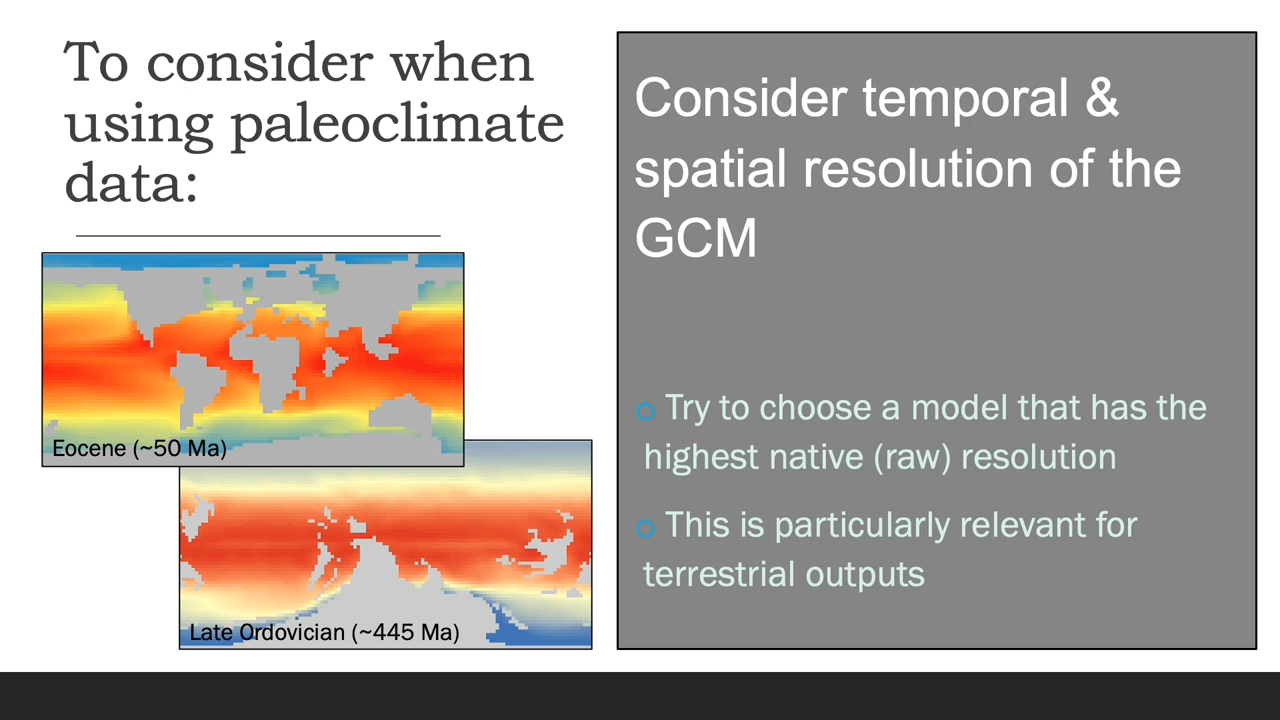 To consider when
using paleoclimate
data:
Eocene (~50 Ma)
Late Ordovician (~445 Ma)
Consider temporal &
spatial resolution of the
GCM
Try to choose a model that has the
highest native (raw) resolution
This is particularly relevant for
terrestrial outputs